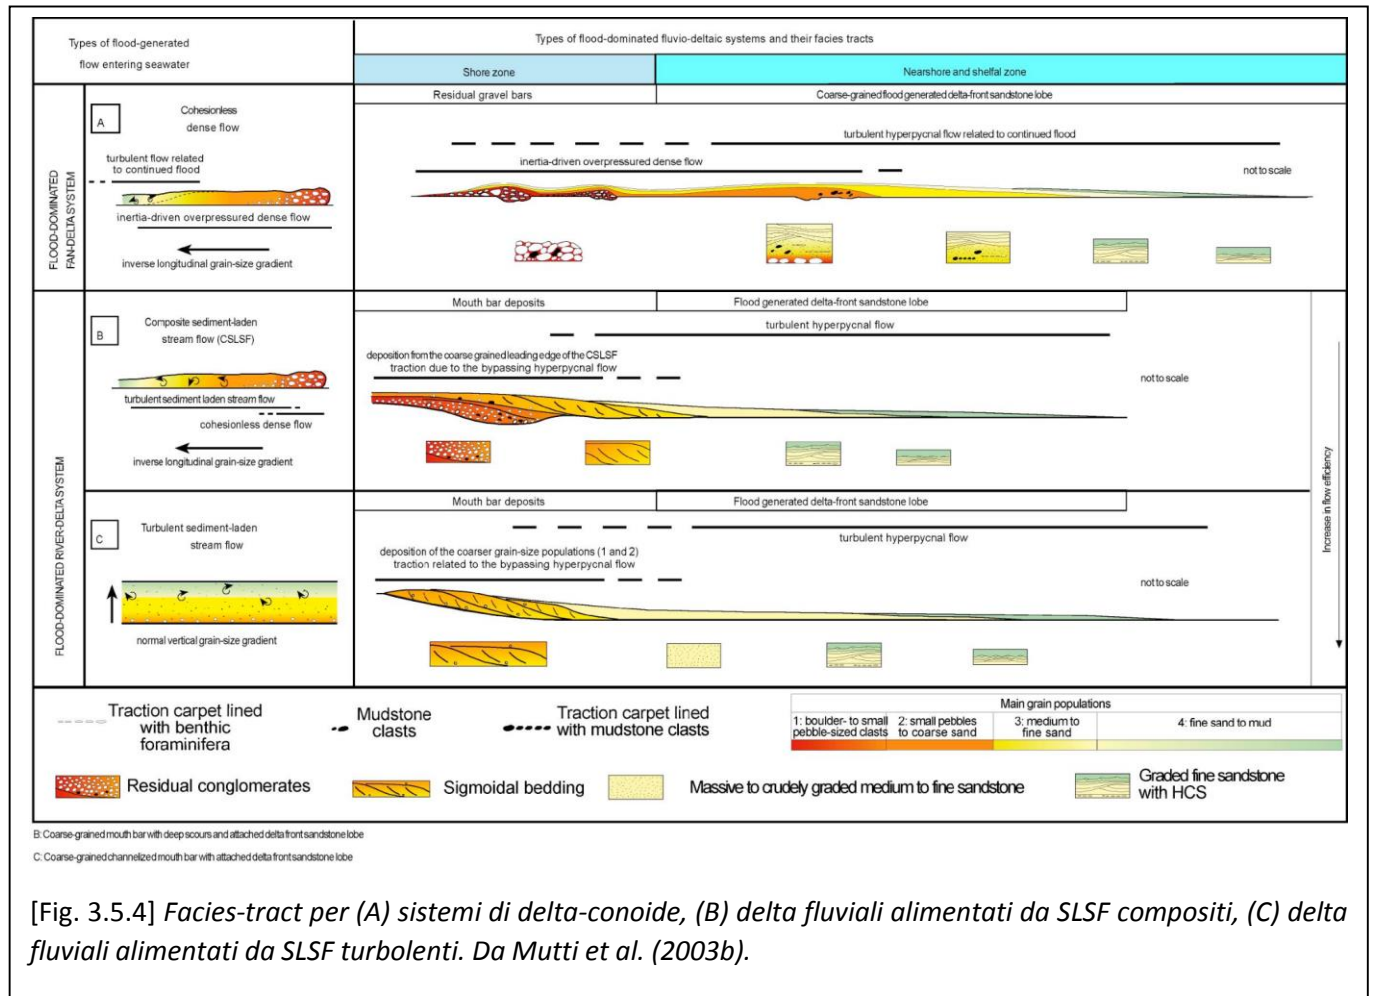 Types of flood-generated
flow entering seawater
Types of flood-dominated fluvio-deltaic systems and their facies tracts
Shore zone
Nearshore and shelfal zone
FLOOD-DOMINATED
FAN-DELTA SYSTEM
A
Cohesionless
dense flow
turbulent flow related
to continued flood
inertia-driven overpressured dense flow
inverse longitudinal grain-size gradient
Residual gravel bars
Coarse-grained flood generated delta-front sandstone lobe
turbulent hyperpycnal flow related to continued flood
inertia-driven overpressured dense flow
not to scale
FLOOD-DOMINATED RIVER-DELTA SYSTEM
B
Composite sediment-laden
stream flow (CSLSF)
turbulent sediment laden stream flow
cohesionless dense flow
inverse longitudinal grain-size gradient
Mouth bar deposits
Flood generated delta-front sandstone lobe
turbulent hyperpycnal flow
deposition from the coarse grained leading edge of the CSLSF
traction due to the bypassing hyperpycnal flow
not to scale
Increase in flow efficiency
C
Turbulent sediment-laden
stream flow
normal vertical grain-size gradient
Mouth bar deposits
Flood generated delta-front sandstone lobe
turbulent hyperpycnal flow
deposition of the coarser grain-size populations (1 and 2)
traction related to the bypassing hyperpycnal flow
not to scale
Traction carpet lined
with benthic
foraminifera
Mudstone
clasts
Traction carpet lined
with mudstone clasts
Main grain populations
1: boulder- to small
pebble-sized clasts
2: small pebbles
to coarse sand
3: medium to
fine sand
4: fine sand to mud
Residual conglomerates
Sigmoidal bedding
Massive to crudely graded medium to fine sandstone
Graded fine sandstone
with HCS
B: Coarse-grained mouth bar with deep scours and attached delta front sandstone lobe
C: Coarse-grained channelized mouth bar with attached delta front sandstone lobe
[Fig. 3.5.4] Facies-tract per (A) sistemi di delta-conoide, (B) delta fluviali alimentati da SLSF compositi, (C) delta
fluviali alimentati da SLSF turbolenti. Da Mutti et al. (2003b).